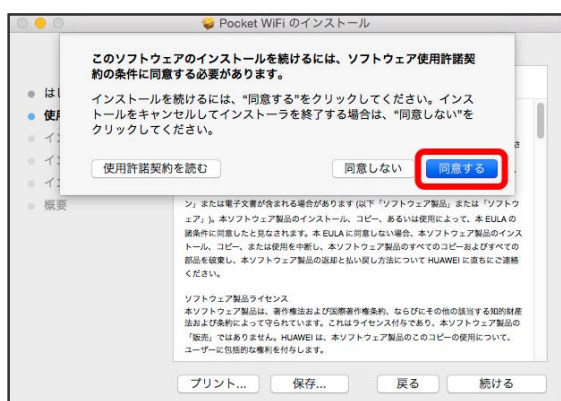 Pocket WiFi のインストール
このソフトウェアのインストールを続けるには、ソフトウェア使用許諾契
約の条件に同意する必要があります。
インストールを続けるには、“同意する”をクリックしてください。インス
トールをキャンセルしてインストーラを終了する場合は、“同意しない”を
クリックしてください。
使用許諾契約を読む
同意しない
同意する
は
使
イ
イ
イ
概要
ン」または電子文書が含まれる場合があります(以下「ソフトウェア製品」または「ソフトウ
ェア」)。本ソフトウェア製品のインストール、コピー、あるいは使用によって、本 EULA の
諸条件に同意したと見なされます。本 EULA に同意しない場合、本ソフトウェア製品のインス
トール、コピー、または使用を中断し、本ソフトウェア製品のすべてのコピーおよびすべての
部品を破棄し、本ソフトウェア製品の返却と払い戻し方法について HUAWEI に直ちにご連絡
ください。
ソフトウェア製品ライセンス
本ソフトウェア製品は、著作権法および国際著作権条約、ならびにその他の該当する知的財産
法および条約によって守られています。これはライセンス付与であり、本ソフトウェア製品の
「販売」ではありません。HUAWEI は、本ソフトウェア製品のこのコピーの使用について、
ユーザーに包括的な権利を付与します。
プリント...
保存...
戻る
続ける